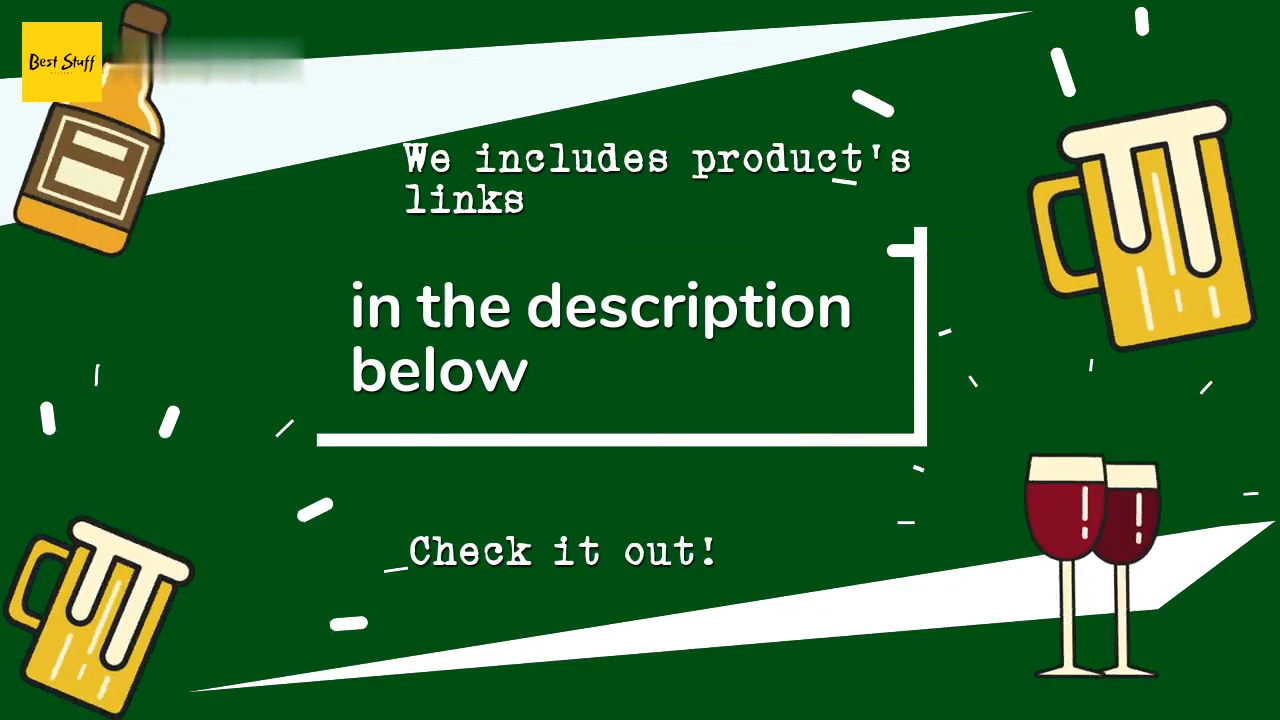 Best Stuff
We includes product's
links
in the description
below
Check it out!